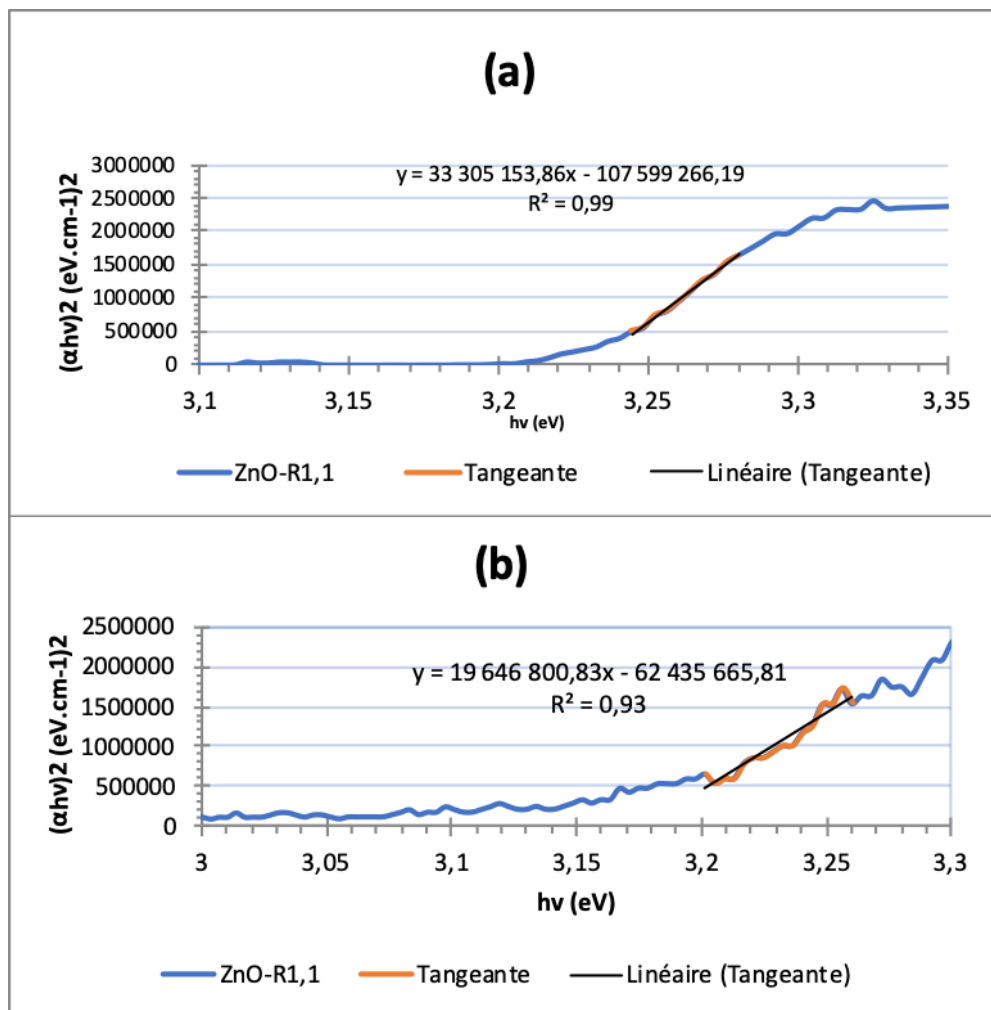 (a)
(αhν)2 (eV.cm-1)2
3000000
2500000
2000000
1500000
1000000
500000
0
y = 33 305 153,86x - 107 599 266,19
R² = 0,99
3,1 3,15 3,2 3,25 3,3 3,35
hν (eV)
ZnO-R1,1 Tangeante Linéaire (Tangeante)
(b)
(αhν)2 (eV.cm-1)2
2500000
2000000
1500000
1000000
500000
0
y = 19 646 800,83x - 62 435 665,81
R² = 0,93
3 3,05 3,1 3,15 3,2 3,25 3,3
hν (eV)
ZnO-R1,1 Tangeante Linéaire (Tangeante)